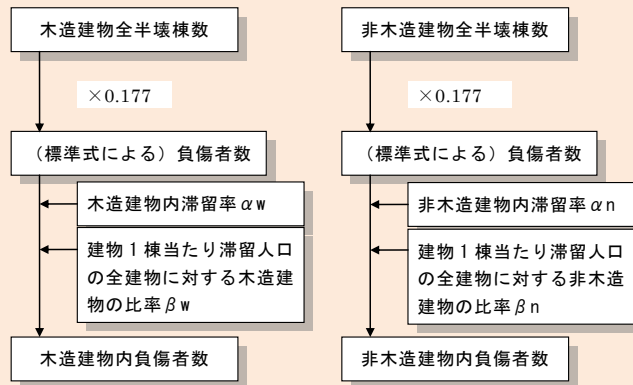 木造建物全半壊棟数
×0.177
(標準式による)負傷者数
木造建物内滞留率αw
建物1棟当たり滞留人口
の全建物に対する木造建
物の比率βw
木造建物内負傷者数
非木造建物全半壊棟数
×0.177
(標準式による)負傷者数
非木造建物内滞留率αn
建物1棟当たり滞留人口
の全建物に対する非木造
建物の比率βn
非木造建物内負傷者数